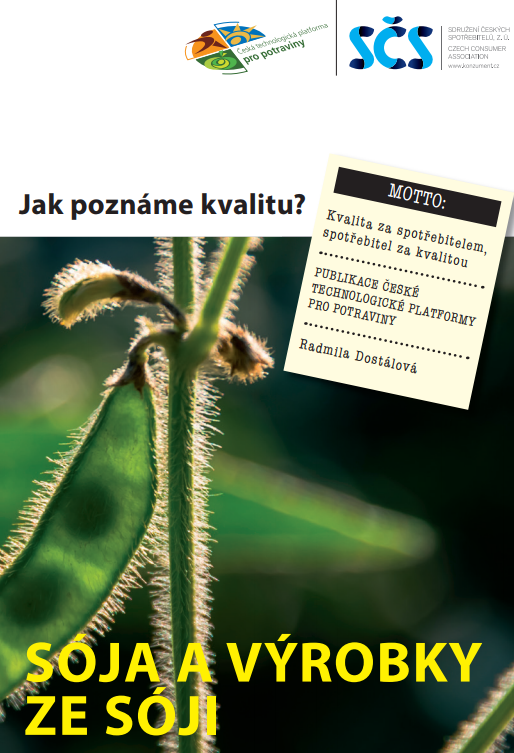 Česká technologická platforma
pro potraviny
SČS
SDRUŽENÍ ČESKÝCH
SPOTŘEBITELŮ, Z. Ú.
CZECH CONSUMER
ASSOCIATION
www.konzument.cz
Jak poznáme kvalitu?
MOTTO:
Kvalita za spotřebitelem,
spotřebitel za kvalitou
PUBLIKACE ČESKÉ
TECHNOLOGICKÉ PLATFORMY
PRO POTRAVINY
Radmila Dostálová
SÓJA A VÝROBKY
ZE SÓJI